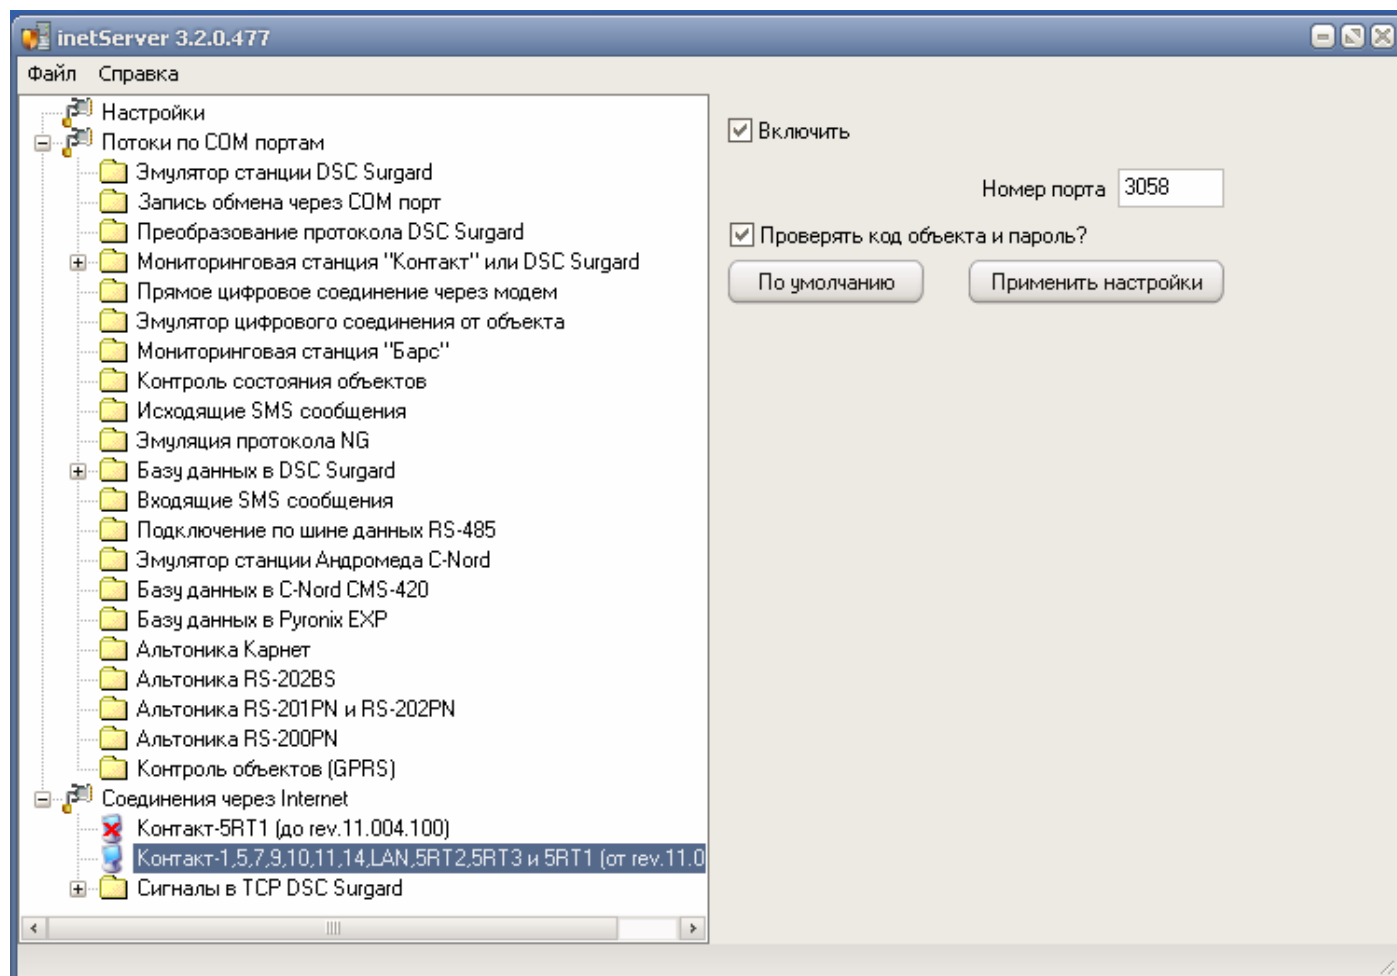 inetServer 3.2.0.477
Файл Справка
Настройки
Потоки по COM портам
Эмулятор станции DSC Surgard
Запись обмена через COM порт
Преобразование протокола DSC Surgard
Мониторинговая станция "Контакт" или DSC Surgard
Прямое цифровое соединение через модем
Эмулятор цифрового соединения от объекта
Мониторинговая станция "Барс"
Контроль состояния объектов
Исходящие SMS сообщения
Эмуляция протокола NG
Базу данных в DSC Surgard
Входящие SMS сообщения
Подключение по шине данных RS-485
Эмулятор станции Андромеда C-Nord
Базу данных в C-Nord CMS-420
Базу данных в Pyronix EXP
Альтоника Карнет
Альтоника RS-202BS
Альтоника RS-201PN и RS-202PN
Альтоника RS-200PN
Контроль объектов (GPRS)
Соединения через Internet
Контакт-5RT1 (до rev.11.004.100)
Контакт-1,5,7,9,10,11,14,LAN,5RT2,5RT3 и 5RT1 (от rev.11.0
Сигналы в TCP DSC Surgard
Включить
Номер порта 3058
Проверять код объекта и пароль?
По умолчанию Применить настройки